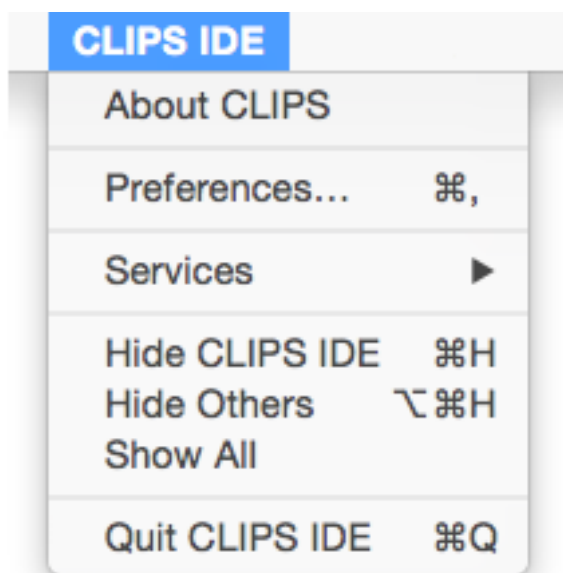 CLIPS IDE
About CLIPS
Preferences... ⌘,
Services ▶
Hide CLIPS IDE ⌘H
Hide Others ⌥⌘H
Show All
Quit CLIPS IDE ⌘Q